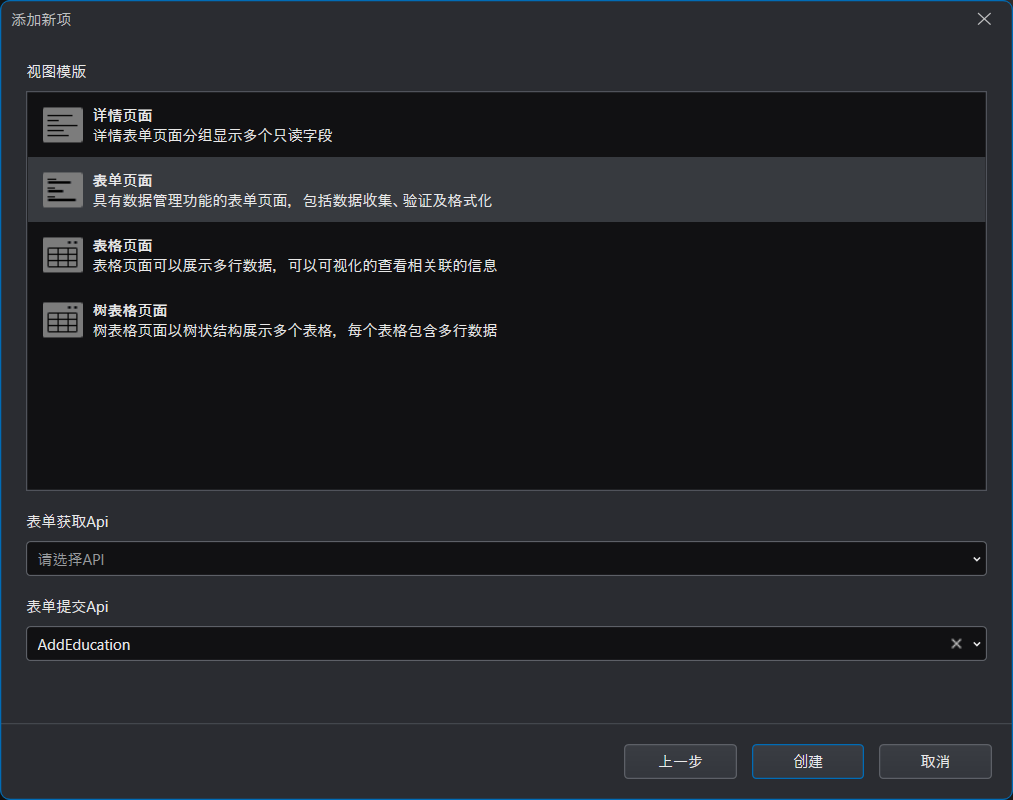 添加新项
视图模版
详情页面
详情表单页面分组显示多个只读字段
表单页面
具有数据管理功能的表单页面，包括数据收集、验证及格式化
表格页面
表格页面可以展示多行数据，可以可视化的查看相关联的信息
树表格页面
树表格页面以树状结构展示多个表格，每个表格包含多行数据
表单获取Api
请选择API
表单提交Api
AddEducation
上一步
创建
取消